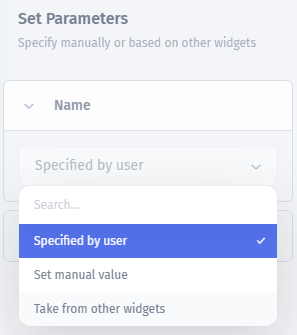 Set Parameters
Specify manually or based on other widgets
Name
Specified by user
Search...
Specified by user
Set manual value
Take from other widgets